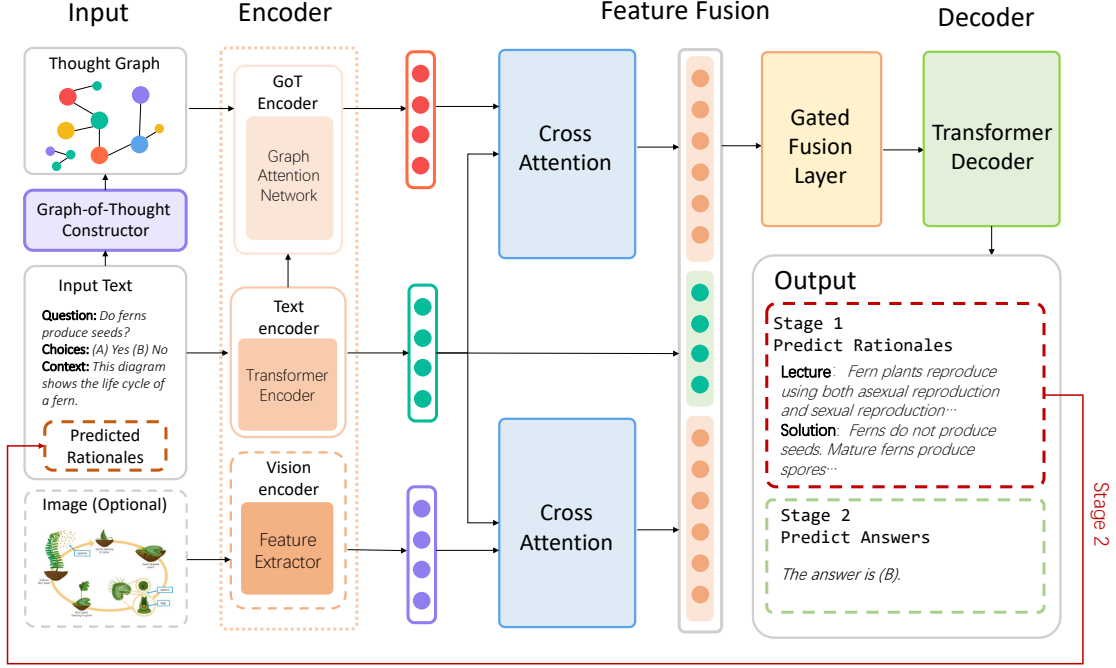 Input
Encoder
Feature Fusion
Decoder
Thought Graph
Graph-of-Thought
Constructor
Input Text
Question: Do ferns
produce seeds?
Choices: (A) Yes (B) No
Context: This diagram
shows the life cycle of
a fern.
Predicted
Rationales
Image (Optional)
GoT
Encoder
Graph
Attention
Network
Text
encoder
Transformer
Encoder
Vision
encoder
Feature
Extractor
Cross
Attention
Cross
Attention
Gated
Fusion
Layer
Transformer
Decoder
Output
Stage 1
Predict Rationales
Lecture: Fern plants reproduce
using both asexual reproduction
and sexual reproduction…
Solution: Ferns do not produce
seeds. Mature ferns produce
spores…
Stage 2
Predict Answers
The answer is (B).
Stage 2